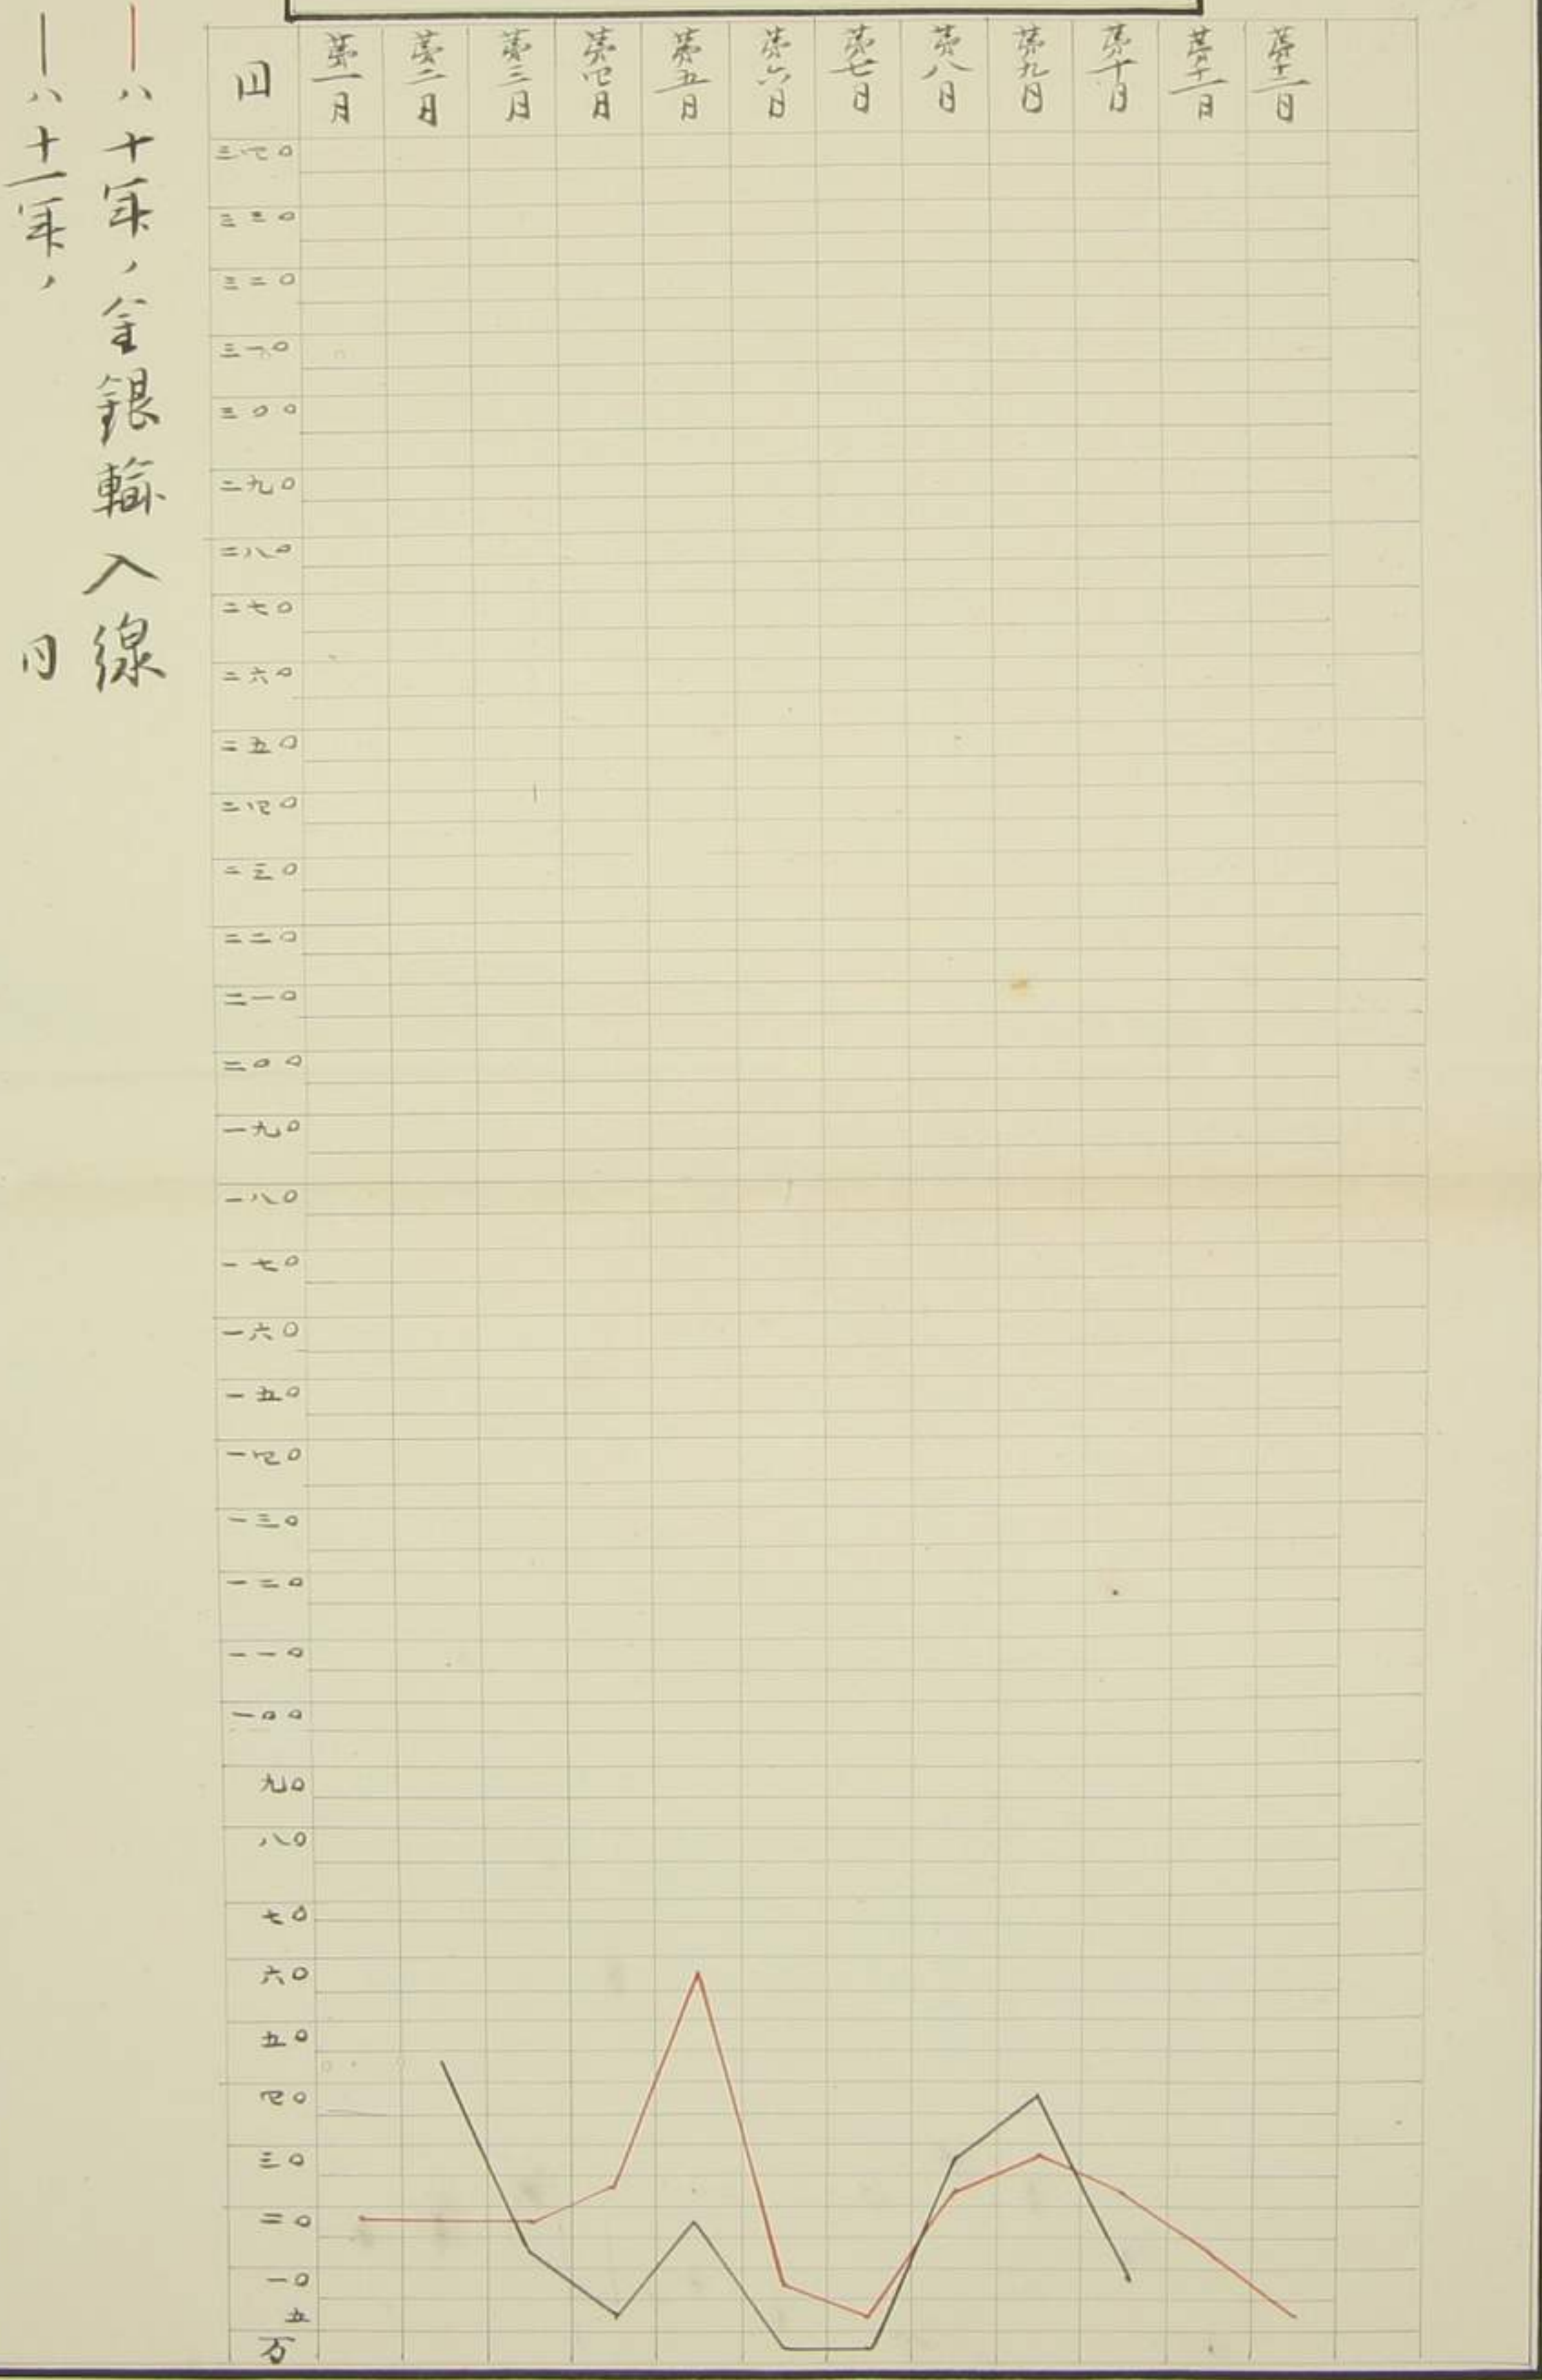 八十年、金銀輸入線
八十一年、 同
円
第一月
第二月
第三月
第四月
第五月
第六月
第七月
第八月
第九月
第十月
第十一月
第十二月
三四〇
三三〇
三二〇
三一〇
三〇〇
二九〇
二八〇
二七〇
二六〇
二五〇
二四〇
二三〇
二二〇
二一〇
二〇〇
一九〇
一八〇
一七〇
一六〇
一五〇
一四〇
一三〇
一二〇
一一〇
一〇〇
九〇
八〇
七〇
六〇
五〇
四〇
三〇
二〇
一〇
五
万